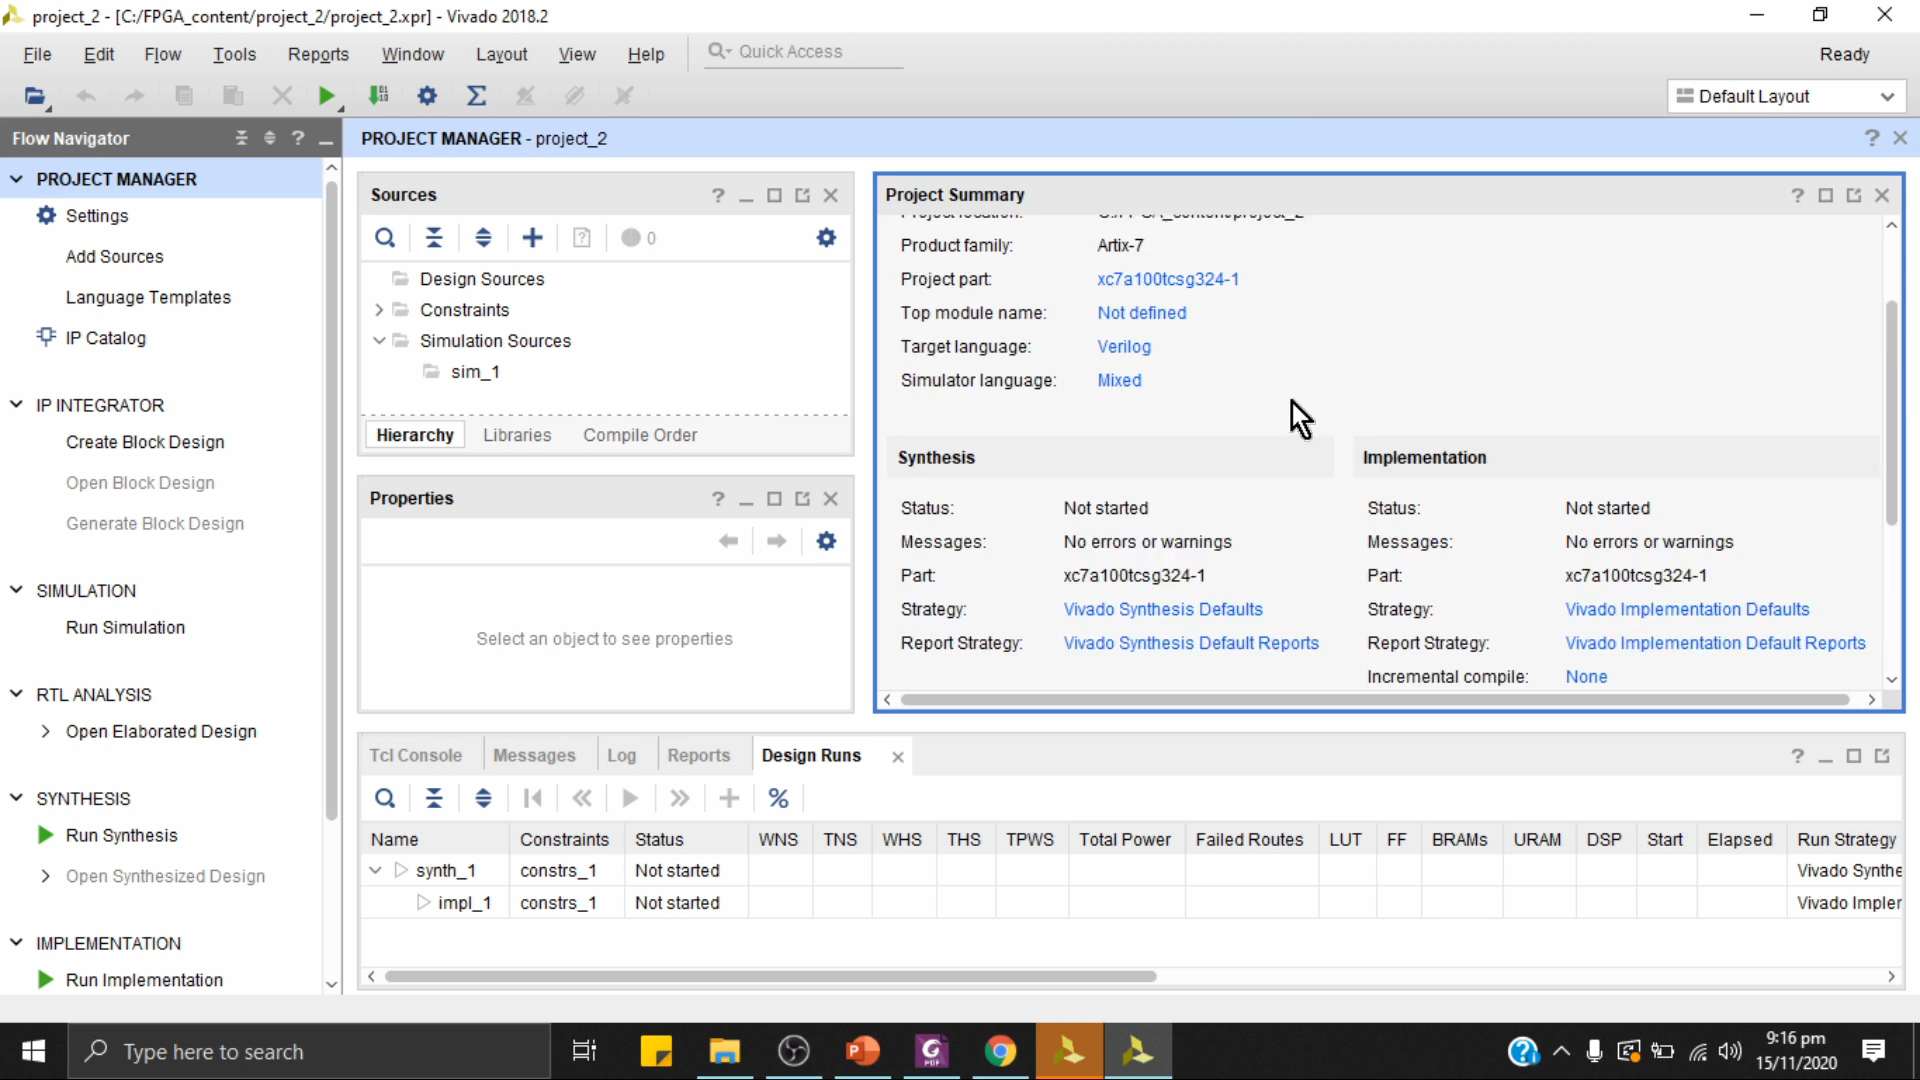 project_2 - [C:/FPGA_content/project_2/project_2.xpr] - Vivado 2018.2
File Edit Flow Tools Reports Window Layout View Help Quick Access Ready
Default Layout
Flow Navigator
PROJECT MANAGER
Settings
Add Sources
Language Templates
IP Catalog
IP INTEGRATOR
Create Block Design
Open Block Design
Generate Block Design
SIMULATION
Run Simulation
RTL ANALYSIS
Open Elaborated Design
SYNTHESIS
Run Synthesis
Open Synthesized Design
IMPLEMENTATION
Run Implementation
PROJECT MANAGER - project_2
Sources
0
Design Sources
Constraints
Simulation Sources
sim_1
Hierarchy Libraries Compile Order
Properties
Select an object to see properties
Project Summary
Product family: Artix-7
Project part: xc7a100tcsg324-1
Top module name: Not defined
Target language: Verilog
Simulator language: Mixed
Synthesis
Status: Not started
Messages: No errors or warnings
Part: xc7a100tcsg324-1
Strategy: Vivado Synthesis Defaults
Report Strategy: Vivado Synthesis Default Reports
Implementation
Status: Not started
Messages: No errors or warnings
Part: xc7a100tcsg324-1
Strategy: Vivado Implementation Defaults
Report Strategy: Vivado Implementation Default Reports
Incremental compile: None
Tcl Console Messages Log Reports Design Runs
Name Constraints Status WNS TNS WHS THS TPWS Total Power Failed Routes LUT FF BRAMs URAM DSP Start Elapsed Run Strategy
synth_1 constrs_1 Not started Vivado Synthe
impl_1 constrs_1 Not started Vivado Impler
Type here to search
9:16 pm
15/11/2020